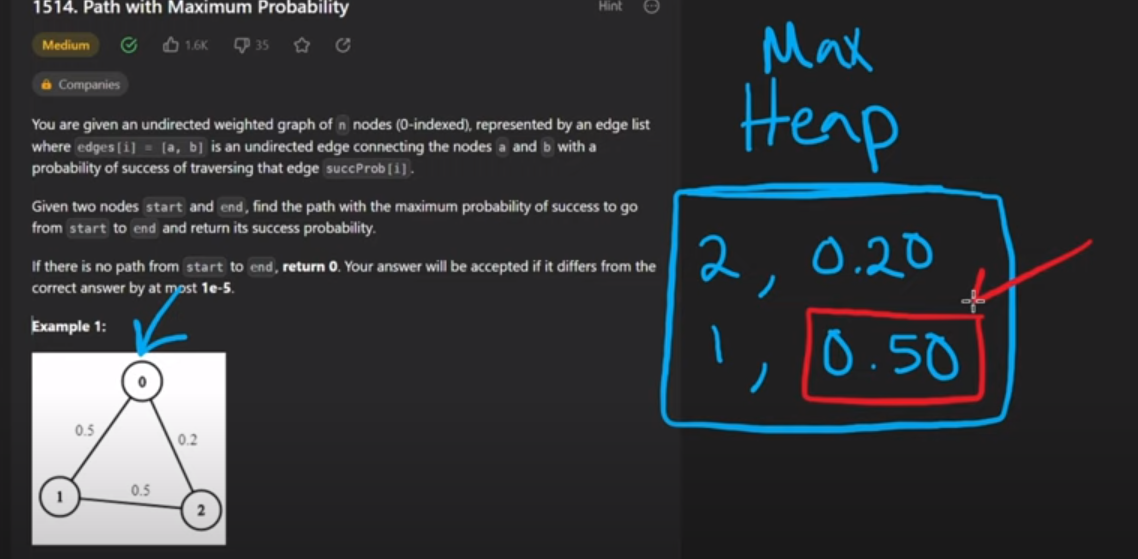 1514. Path with Maximum Probability
Hint
Medium 1.6K 35
Companies
You are given an undirected weighted graph of n nodes (0-indexed), represented by an edge list
where edges[i] = [a, b] is an undirected edge connecting the nodes a and b with a
probability of success of traversing that edge succProb[i].
Given two nodes start and end, find the path with the maximum probability of success to go
from start to end and return its success probability.
If there is no path from start to end, return 0. Your answer will be accepted if it differs from the
correct answer by at most 1e-5.
Example 1:
0
0.5
0.2
1
0.5
2
Max
Heap
2, 0.20
1, 0.50